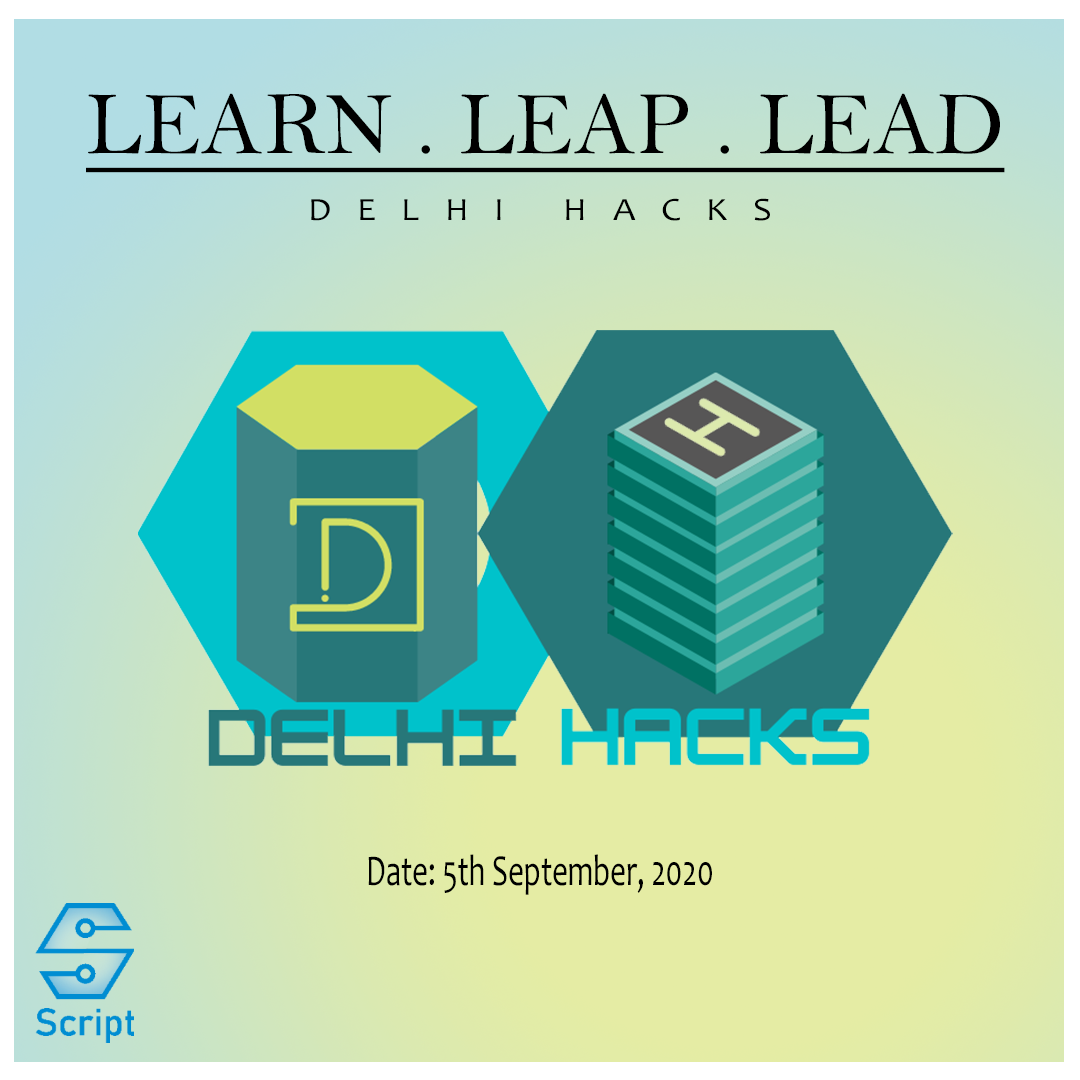 LEARN . LEAP . LEAD
DELHI HACKS
H
D
DELHI HACKS
Date: 5th September, 2020
Script